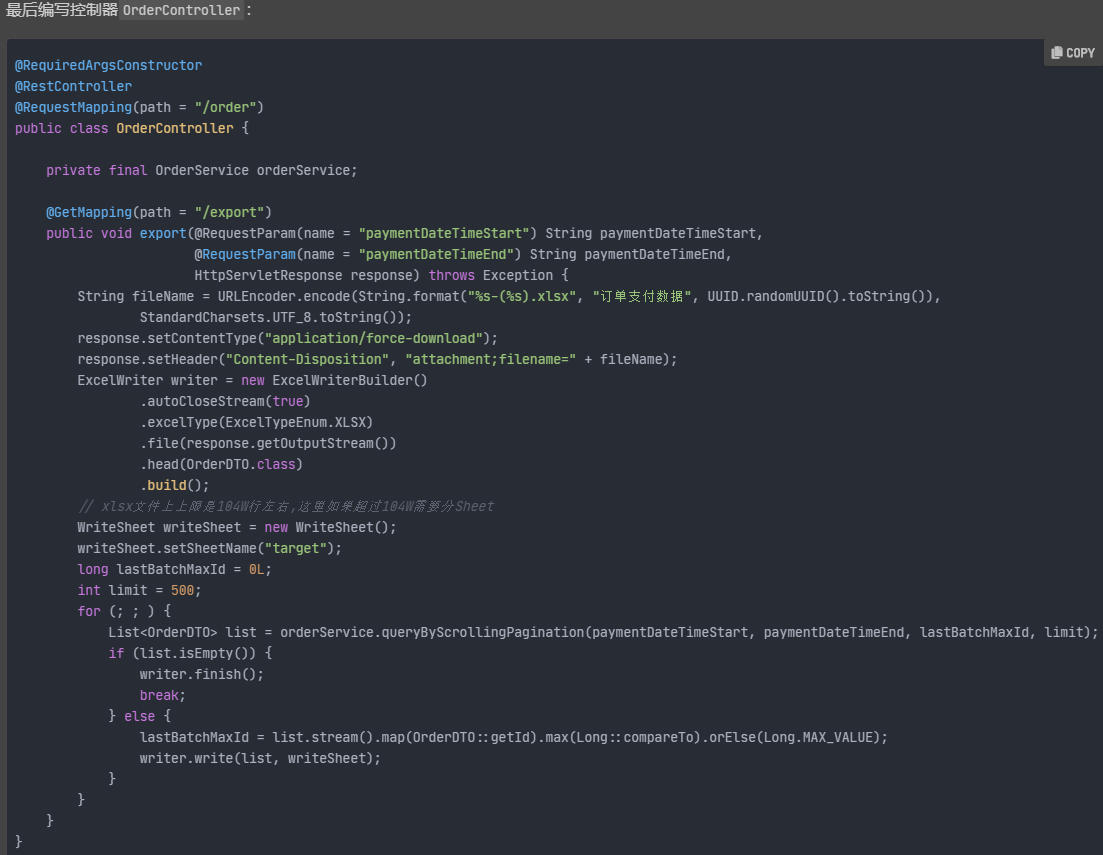 最后编写控制器 OrderController :
COPY
@RequiredArgsConstructor
@RestController
@RequestMapping(path = "/order")
public class OrderController {
    private final OrderService orderService;
    @GetMapping(path = "/export")
    public void export(@RequestParam(name = "paymentDateTimeStart") String paymentDateTimeStart,
                       @RequestParam(name = "paymentDateTimeEnd") String paymentDateTimeEnd,
                       HttpServletResponse response) throws Exception {
        String fileName = URLEncoder.encode(String.format("%s-(%s).xlsx", "订单支付数据", UUID.randomUUID().toString()),
                StandardCharsets.UTF_8.toString());
        response.setContentType("application/force-download");
        response.setHeader("Content-Disposition", "attachment;filename=" + fileName);
        ExcelWriter writer = new ExcelWriterBuilder()
                .autoCloseStream(true)
                .excelType(ExcelTypeEnum.XLSX)
                .file(response.getOutputStream())
                .head(OrderDTO.class)
                .build();
        // xlsx文件上上限是104W行左右,这里如果超过104W需要分Sheet
        WriteSheet writeSheet = new WriteSheet();
        writeSheet.setSheetName("target");
        long lastBatchMaxId = 0L;
        int limit = 500;
        for (; ; ) {
            List<OrderDTO> list = orderService.queryByScrollingPagination(paymentDateTimeStart, paymentDateTimeEnd, lastBatchMaxId, limit);
            if (list.isEmpty()) {
                writer.finish();
                break;
            } else {
                lastBatchMaxId = list.stream().map(OrderDTO::getId).max(Long::compareTo).orElse(Long.MAX_VALUE);
                writer.write(list, writeSheet);
            }
        }
    }
}